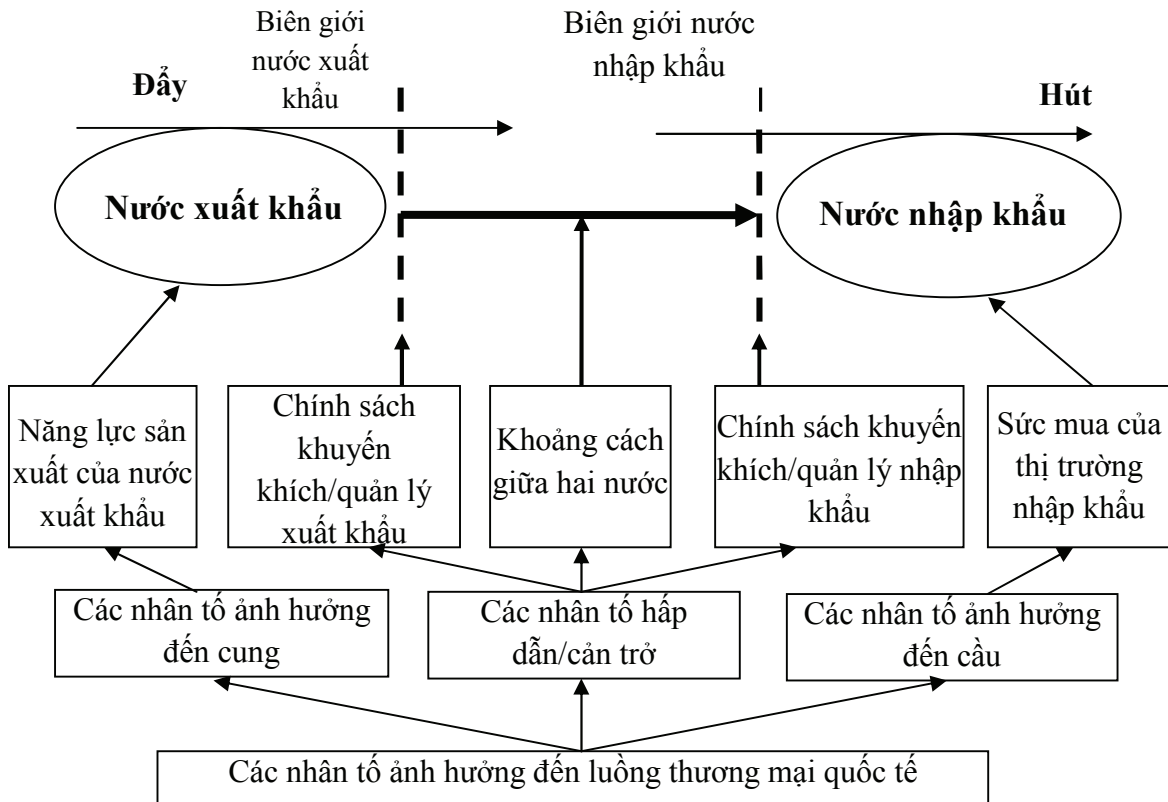 Biên giới
nước xuất
khẩu
Biên giới nước
nhập khẩu
Đẩy
Hút
Nước xuất khẩu
Nước nhập khẩu
Năng lực sản
xuất của nước
xuất khẩu
Chính sách
khuyến
khích/quản lý
xuất khẩu
Khoảng cách
giữa hai nước
Chính sách khuyến
khích/quản lý nhập
khẩu
Sức mua của
thị trường
nhập khẩu
Các nhân tố ảnh hưởng
đến cung
Các nhân tố hấp
dẫn/cản trở
Các nhân tố ảnh hưởng
đến cầu
Các nhân tố ảnh hưởng đến luồng thương mại quốc tế